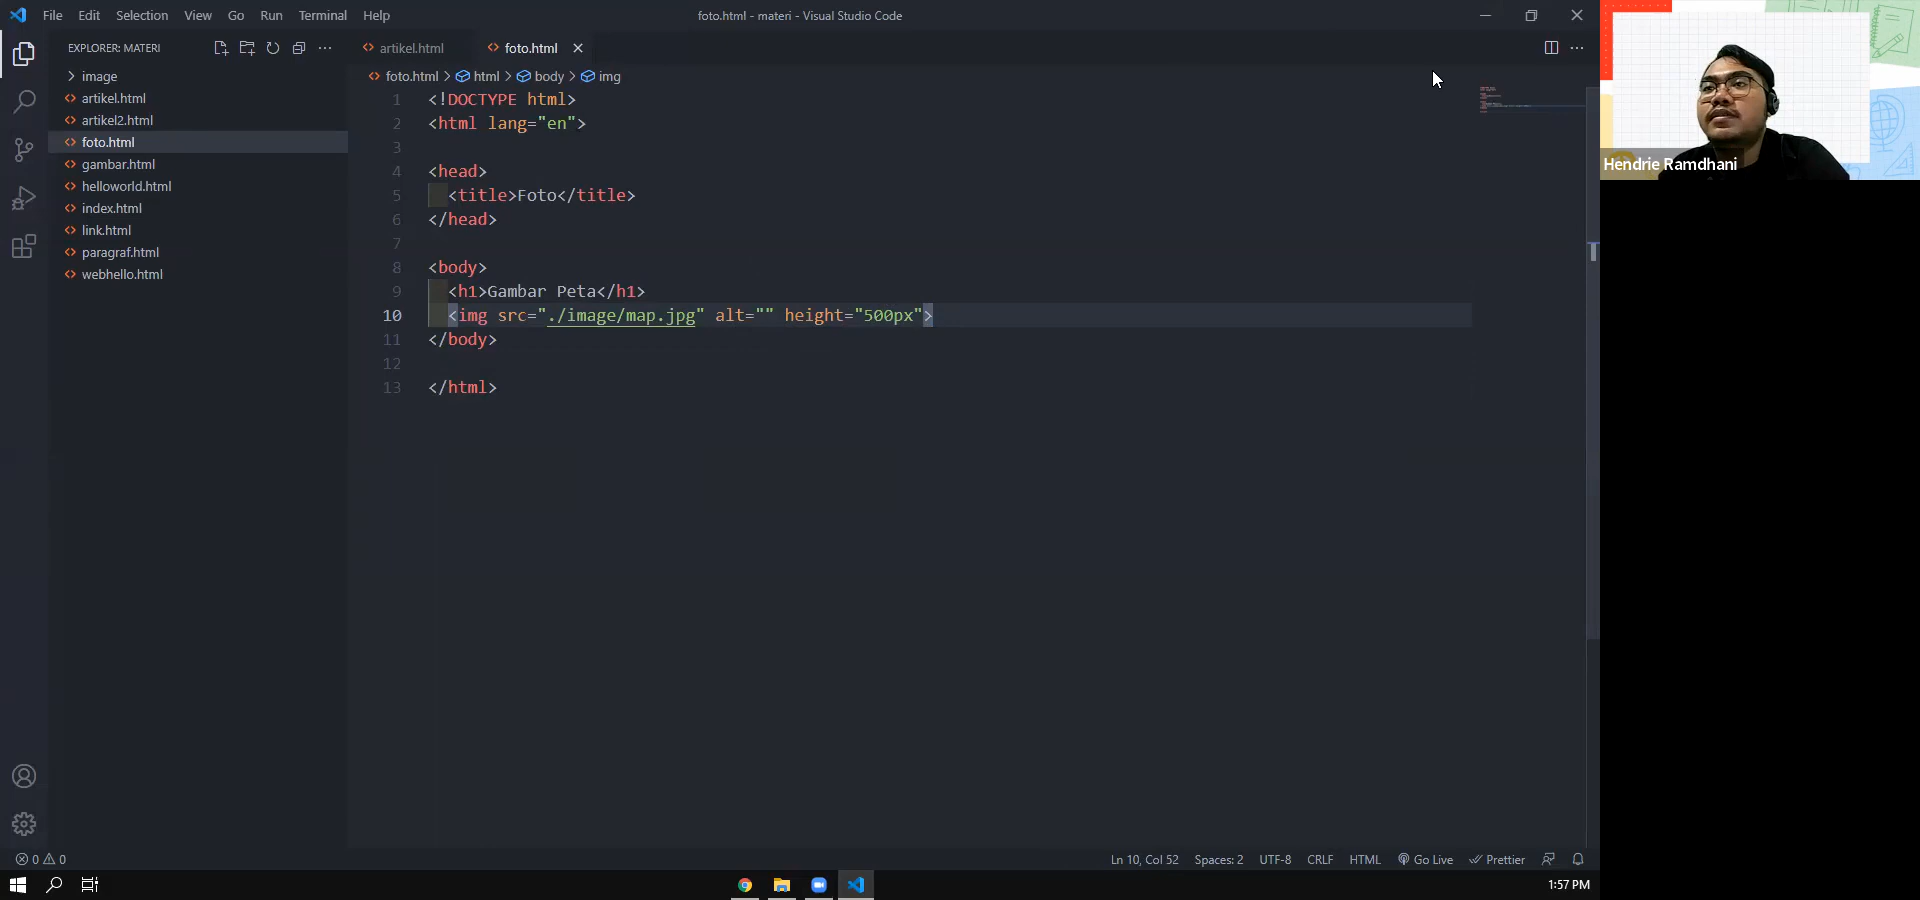 File Edit Selection View Go Run Terminal Help
foto.html - materi - Visual Studio Code
EXPLORER: MATERI
image
artikel.html
artikel2.html
foto.html
gambar.html
helloworld.html
index.html
link.html
paragraf.html
webhello.html
artikel.html foto.html
foto.html > html > body > img
1 <!DOCTYPE html>
2 <html lang="en">
3
4 <head>
5 <title>Foto</title>
6 </head>
7
8 <body>
9 <h1>Gambar Peta</h1>
10 <img src="./image/map.jpg" alt="" height="500px">
11 </body>
12
13 </html>
Hendrie Ramdhani
0 0
Ln 10, Col 52 Spaces: 2 UTF-8 CRLF HTML Go Live Prettier
1:57 PM